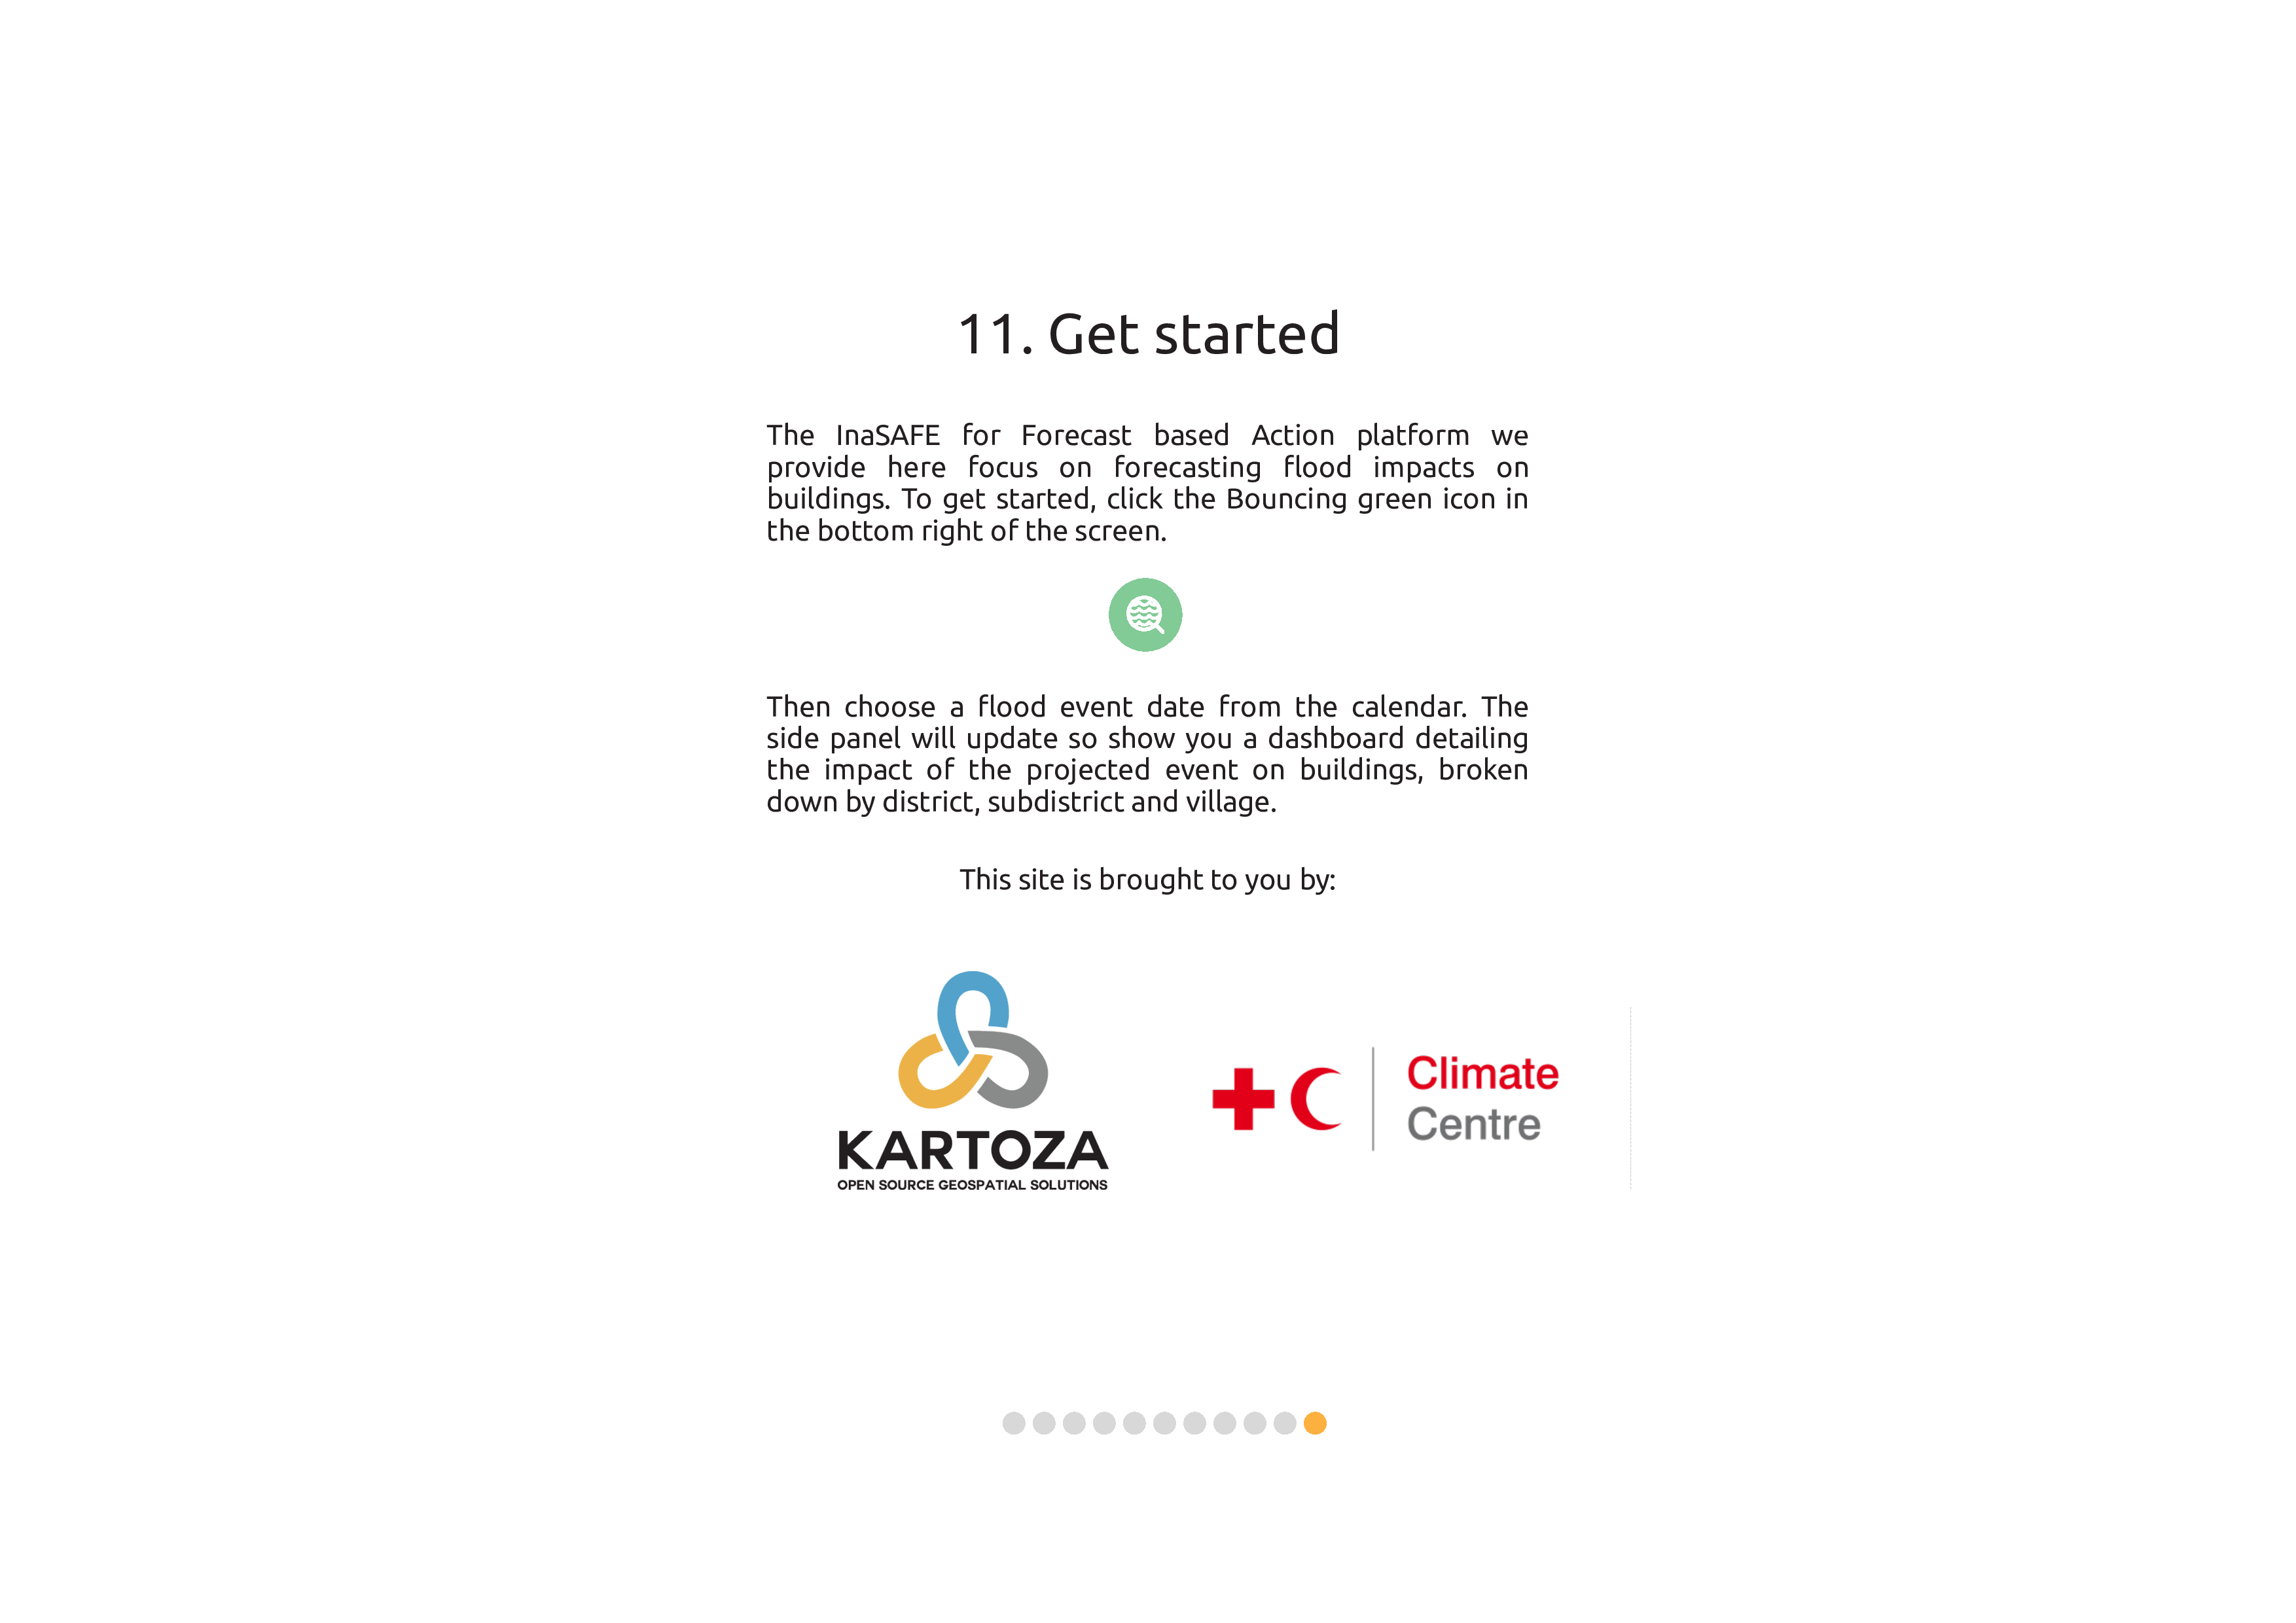 11. Get started
The InaSAFE for Forecast based Action platform we
provide here focus on forecasting flood impacts on
buildings. To get started, click the Bouncing green icon in
the bottom right of the screen.
Then choose a flood event date from the calendar. The
side panel will update so show you a dashboard detailing
the impact of the projected event on buildings, broken
down by district, subdistrict and village.
This site is brought to you by:
KARTOZA
OPEN SOURCE GEOSPATIAL SOLUTIONS
Climate
Centre